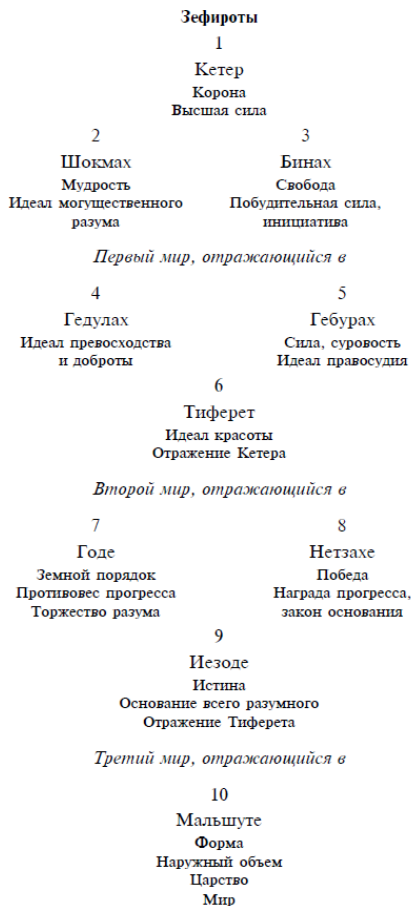 Зефироты
1
Кетер
Корона
Высшая сила
2
Шокмах
Мудрость
Идеал могущественного
разума
3
Бинах
Свобода
Побудительная сила,
инициатива
Первый мир, отражающийся в
4
Гедулах
Идеал превосходства
и доброты
5
Гебурах
Сила, суровость
Идеал правосудия
6
Тиферет
Идеал красоты
Отражение Кетера
Второй мир, отражающийся в
7
Годе
Земной порядок
Противовес прогресса
Торжество разума
8
Нетзахе
Победа
Награда прогресса,
закон основания
9
Иезоде
Истина
Основание всего разумного
Отражение Тиферета
Третий мир, отражающийся в
10
Мальшуте
Форма
Наружный объем
Царство
Мир